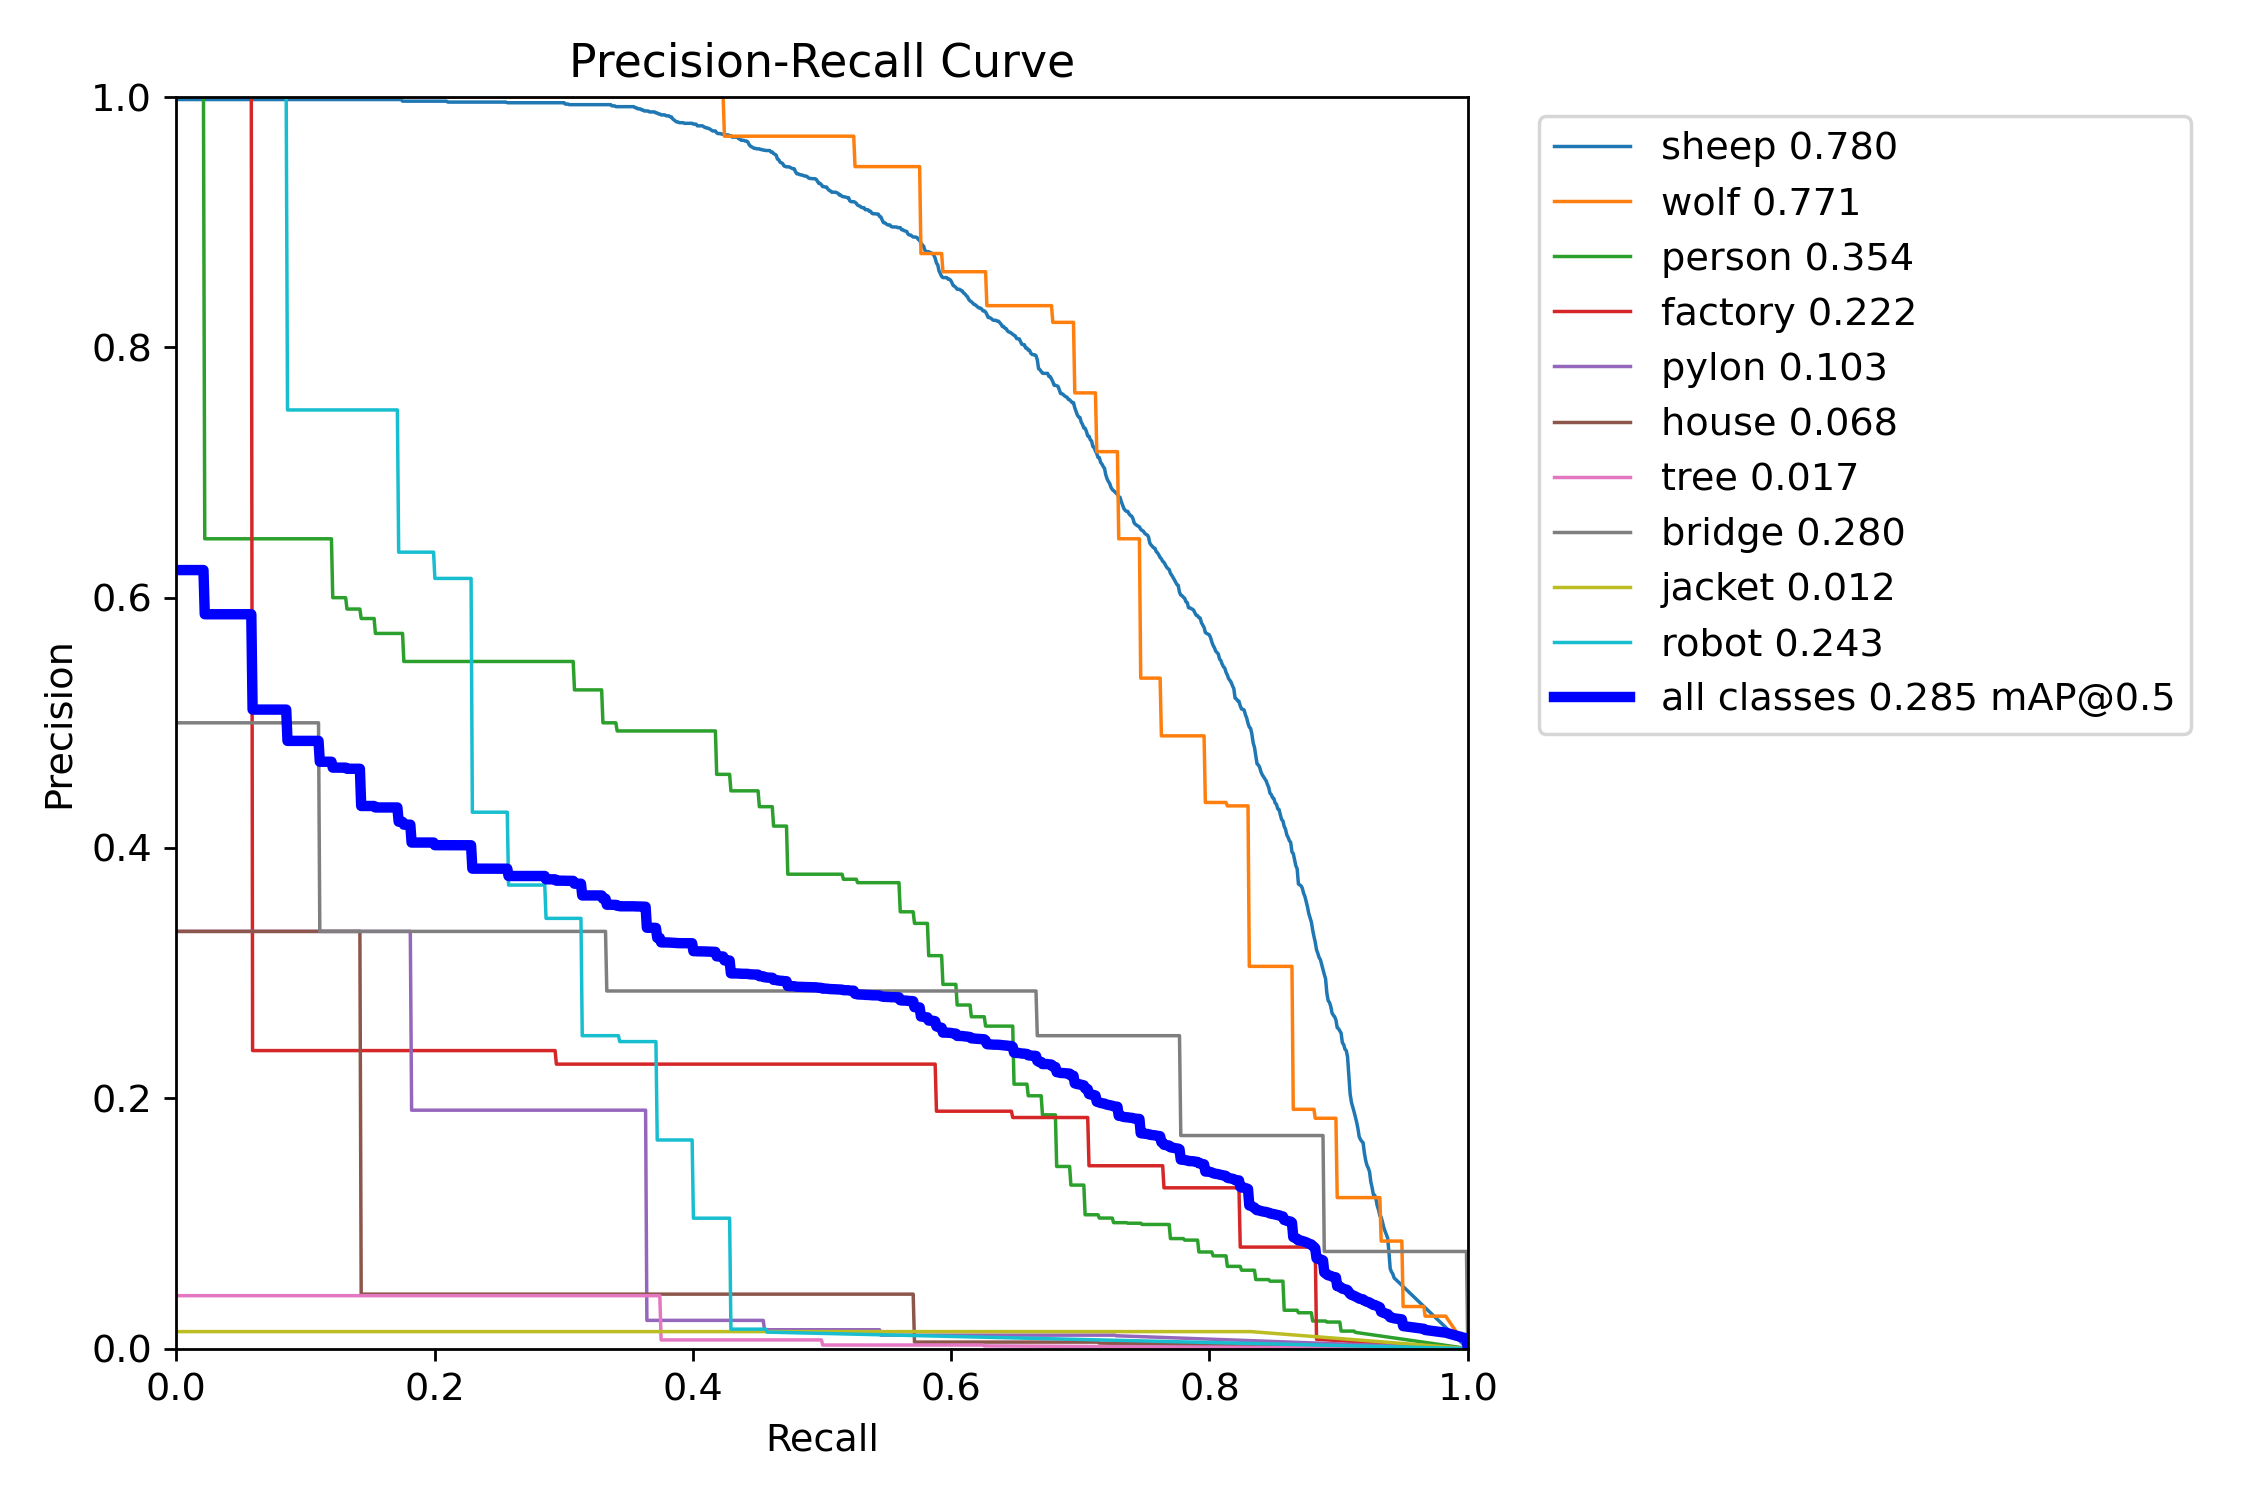 Precision-Recall Curve
1.0
0.8
0.6
0.4
0.2
0.0
Precision
0.0 0.2 0.4 0.6 0.8 1.0
Recall
sheep 0.780
wolf 0.771
person 0.354
factory 0.222
pylon 0.103
house 0.068
tree 0.017
bridge 0.280
jacket 0.012
robot 0.243
all classes 0.285 mAP@0.5